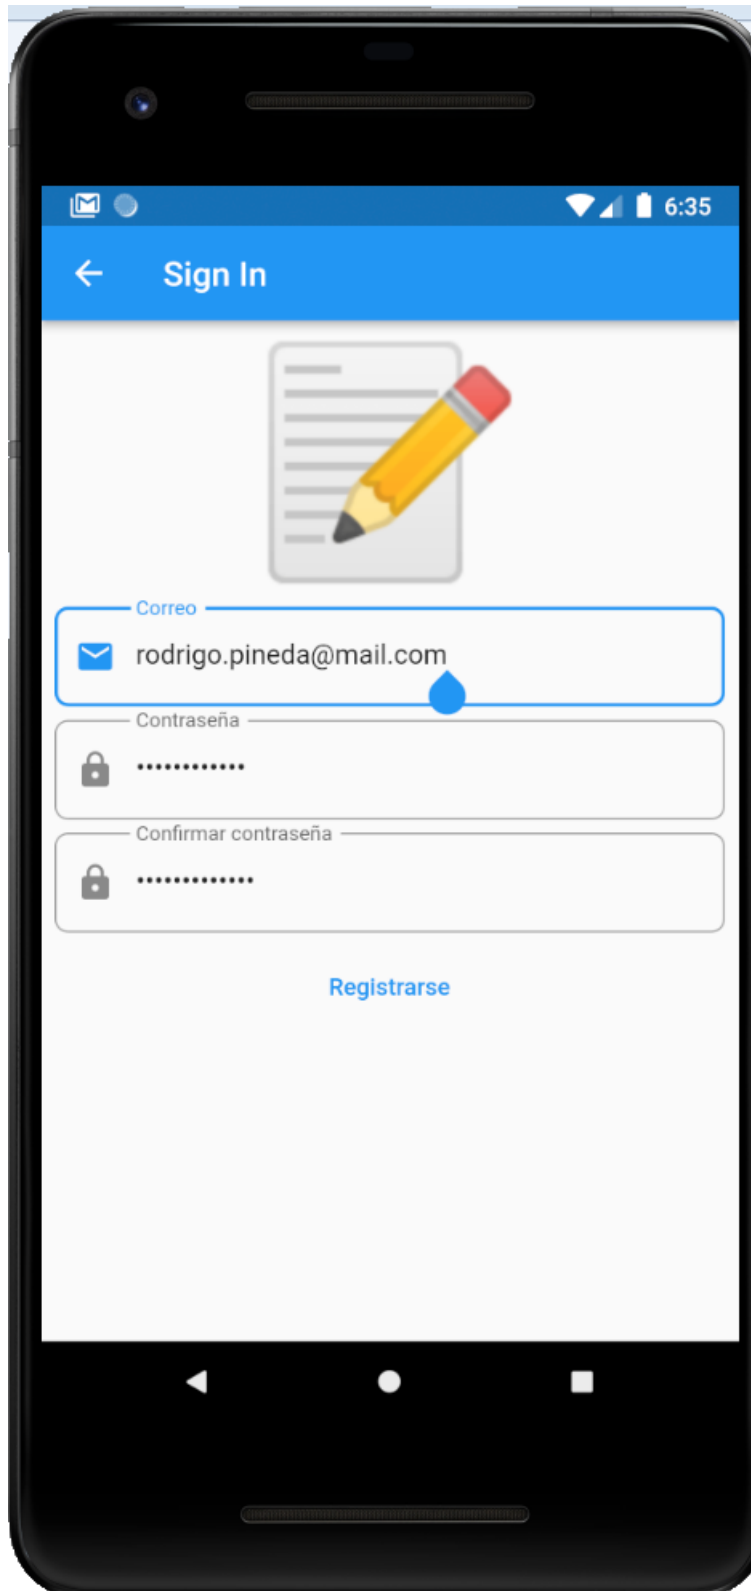 6:35
Sign In
Correo
rodrigo.pineda@mail.com
Contraseña
••••••••••••
Confirmar contraseña
•••••••••••••
Registrarse